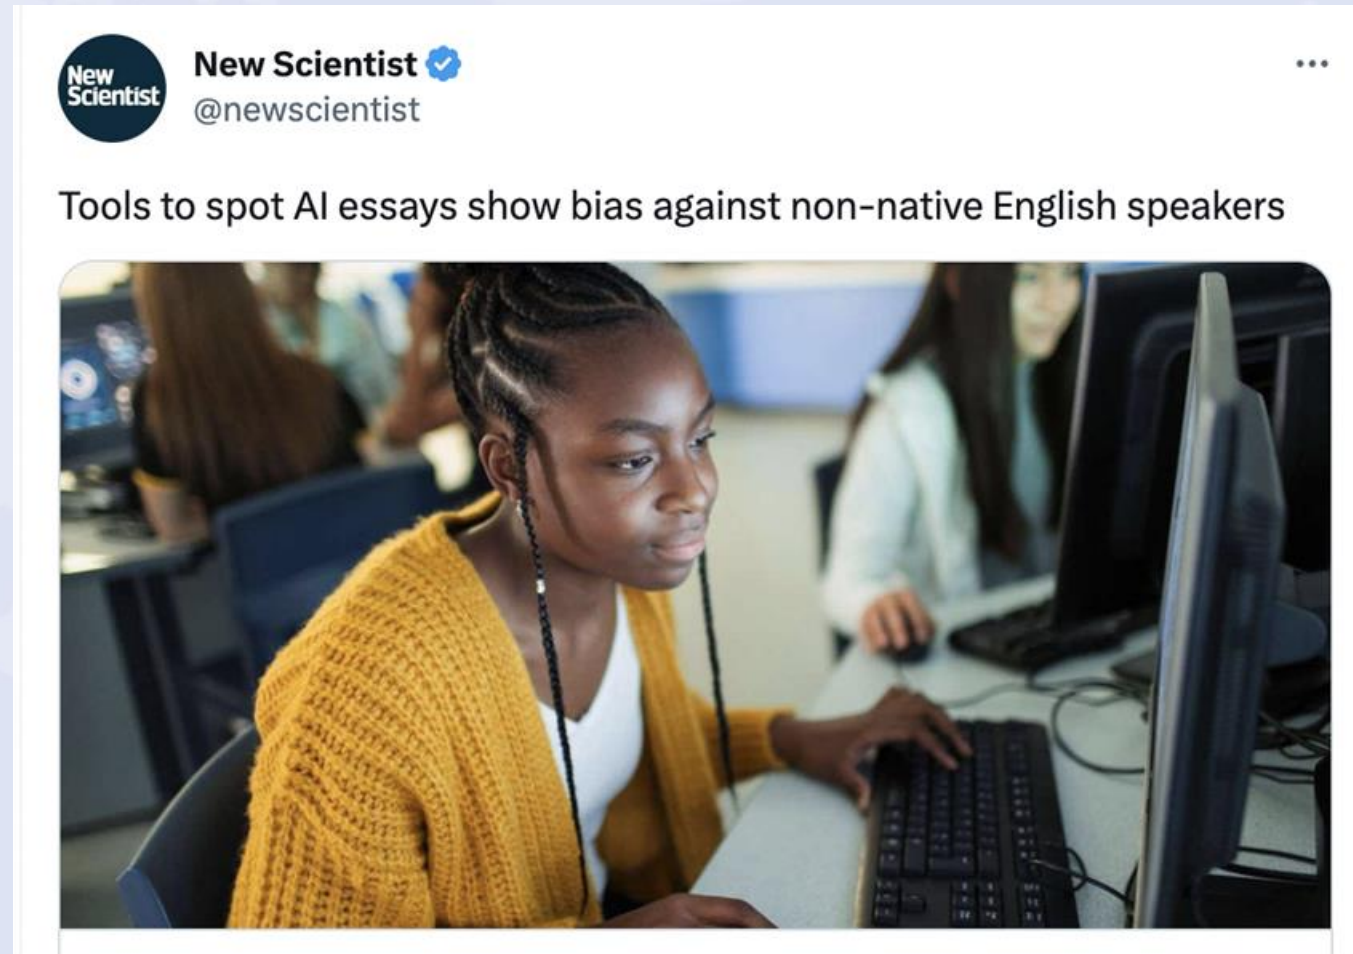 New
Scientist
New Scientist
@newscientist
Tools to spot AI essays show bias against non-native English speakers